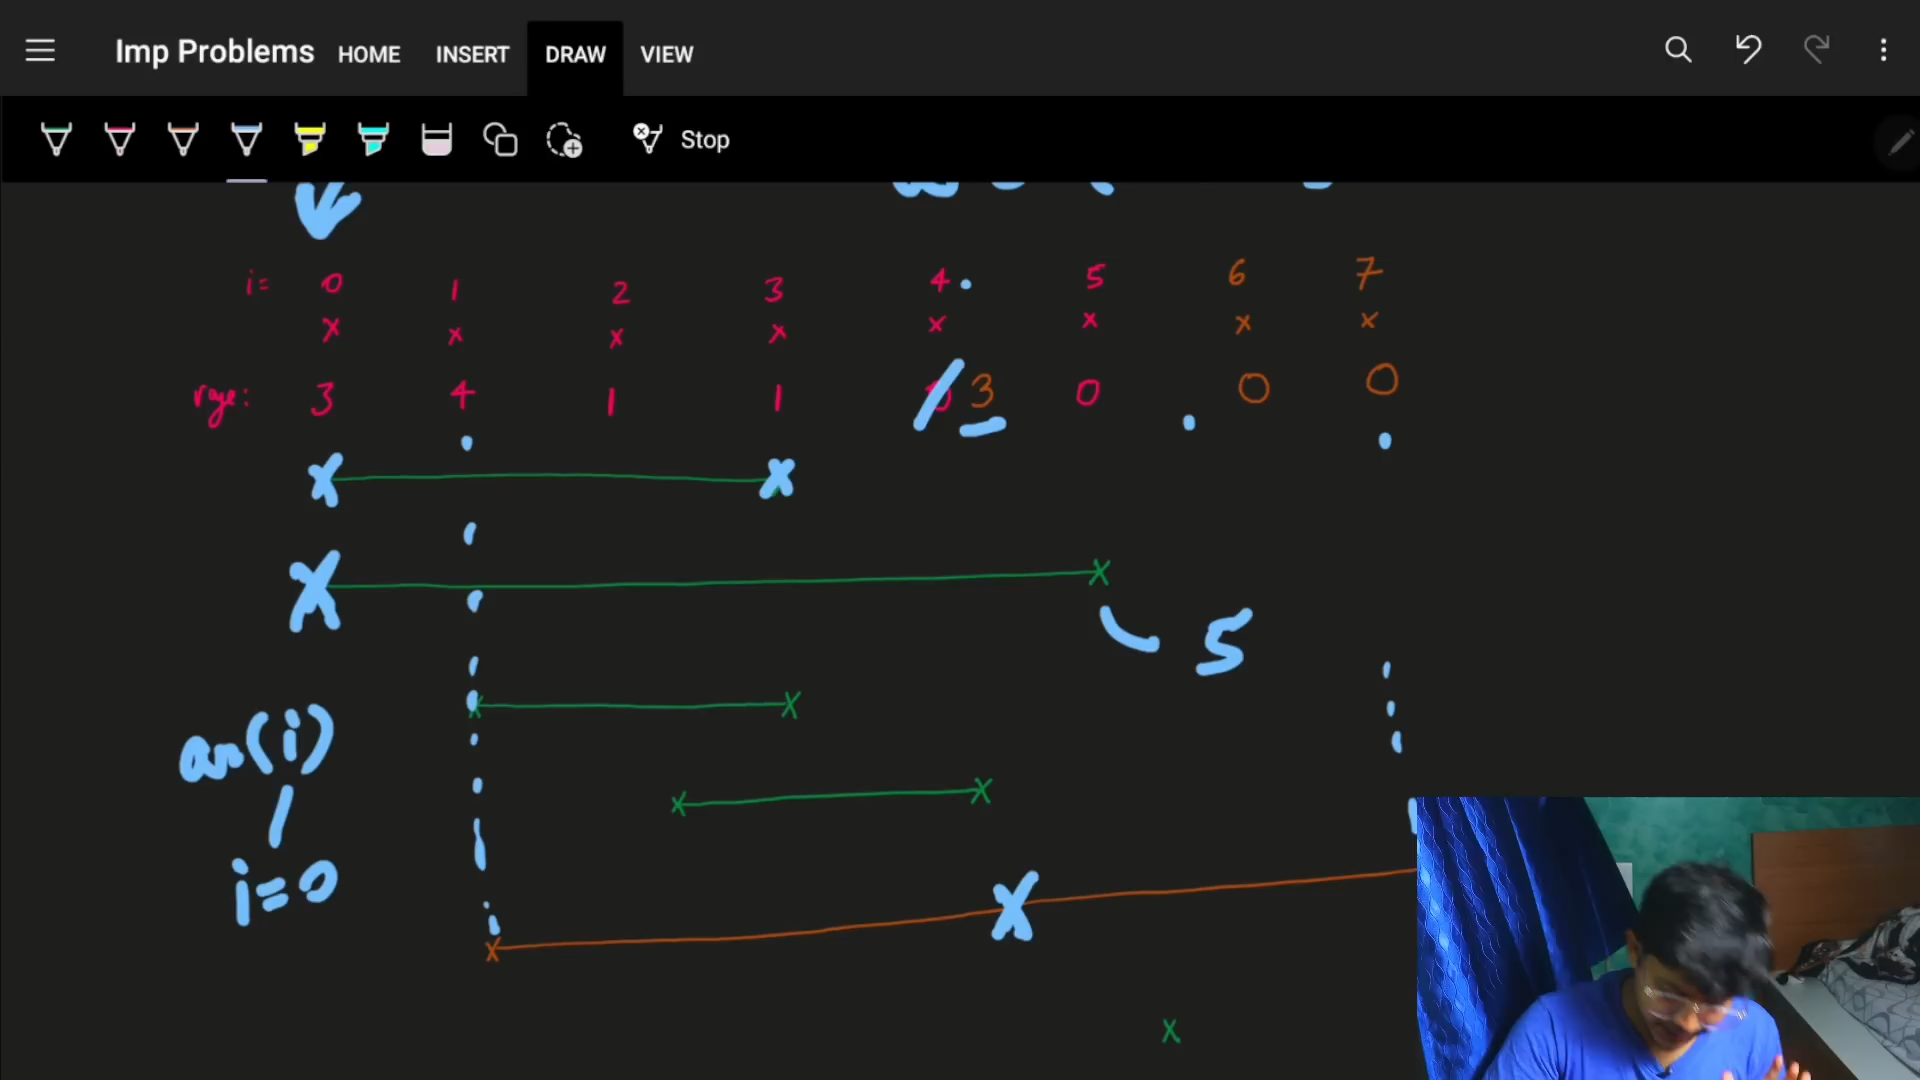 Imp Problems HOME INSERT DRAW VIEW
Stop
i= 0 1 2 3 4 5 6 7
x x x x x x x x
3 4 1 1 3 0 0 0
x x
x x
5
x x
arr(i)
x x
i=0
x
x
x